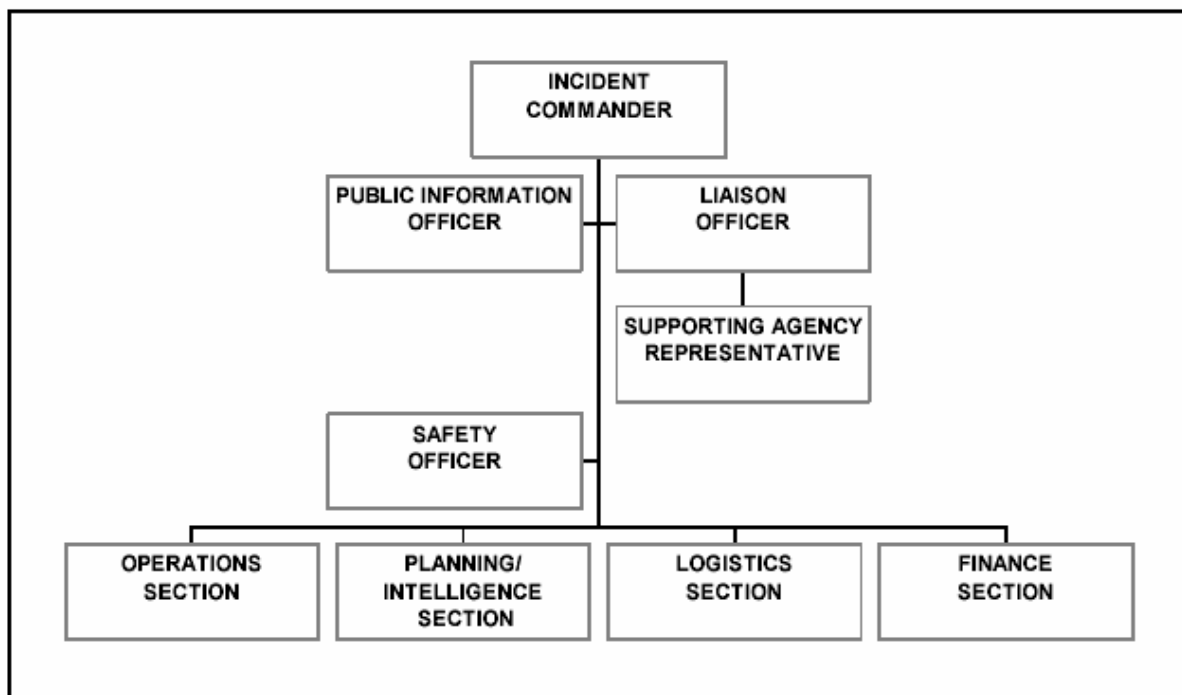 INCIDENT
COMMANDER
PUBLIC INFORMATION
OFFICER
LIAISON
OFFICER
SUPPORTING AGENCY
REPRESENTATIVE
SAFETY
OFFICER
OPERATIONS
SECTION
PLANNING/
INTELLIGENCE
SECTION
LOGISTICS
SECTION
FINANCE
SECTION